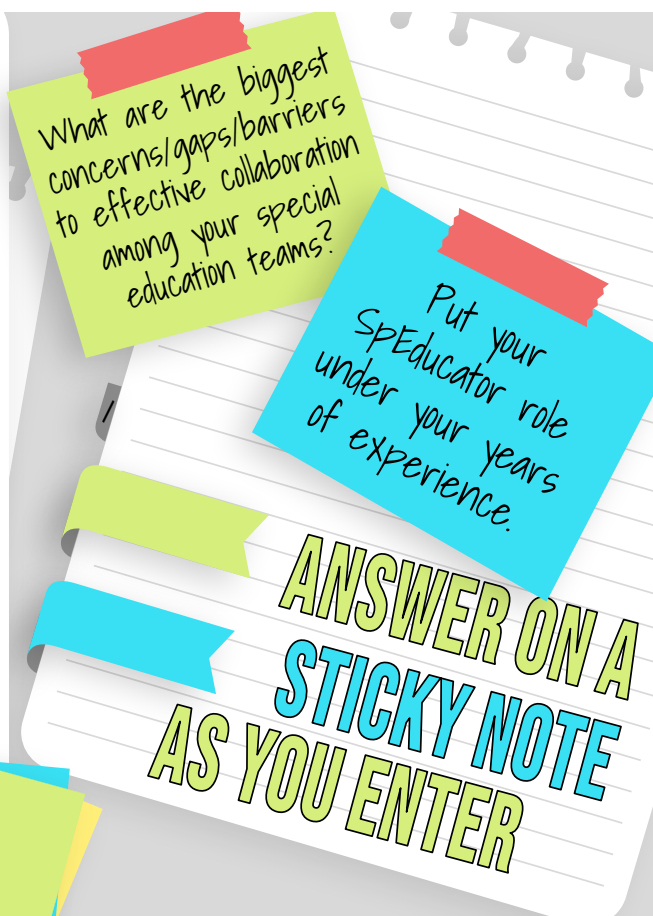 What are the biggest
concerns/gaps/barriers
to effective collaboration
among your special
education teams?
Put your
SpEducator role
under your years
of experience.
ANSWER ON A
STICKY NOTE
AS YOU ENTER